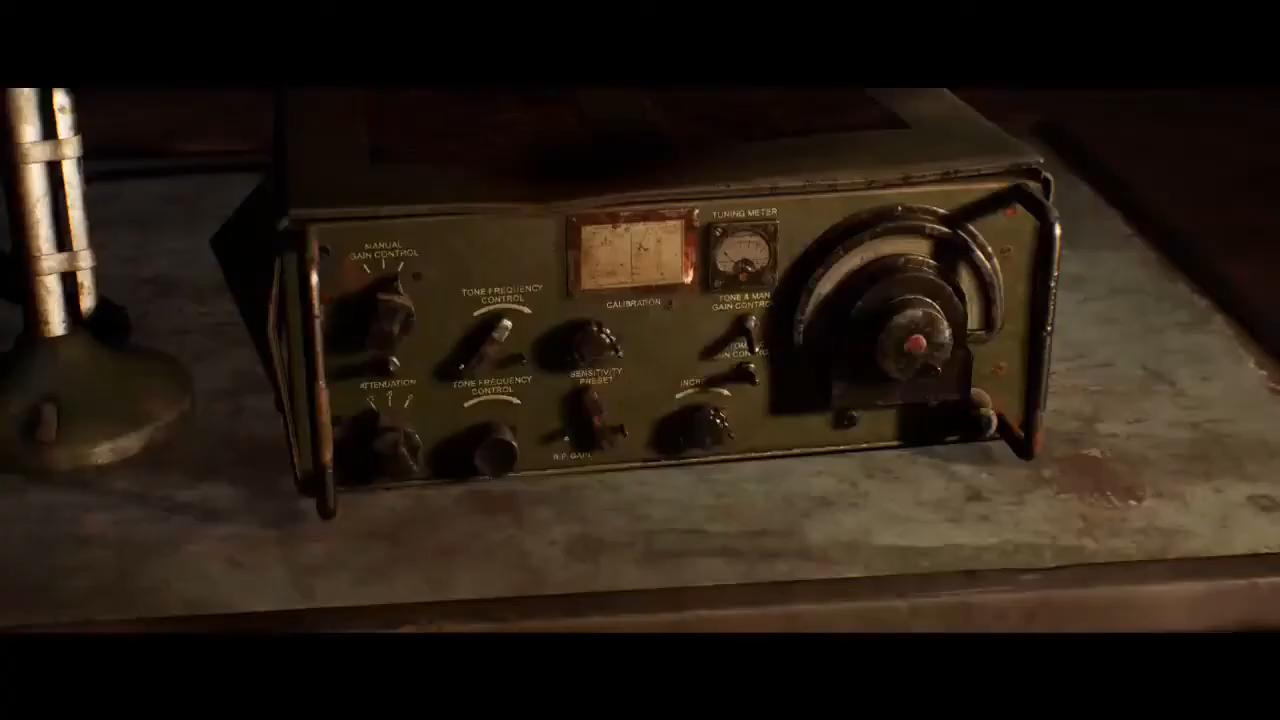 TUNING METER
MANUAL
GAIN CONTROL
TONE FREQUENCY
CONTROL
CALIBRATION
TONE & MAN
GAIN CONTROL
SENSITIVITY
PRESET
ATTENUATION
TONE FREQUENCY
CONTROL